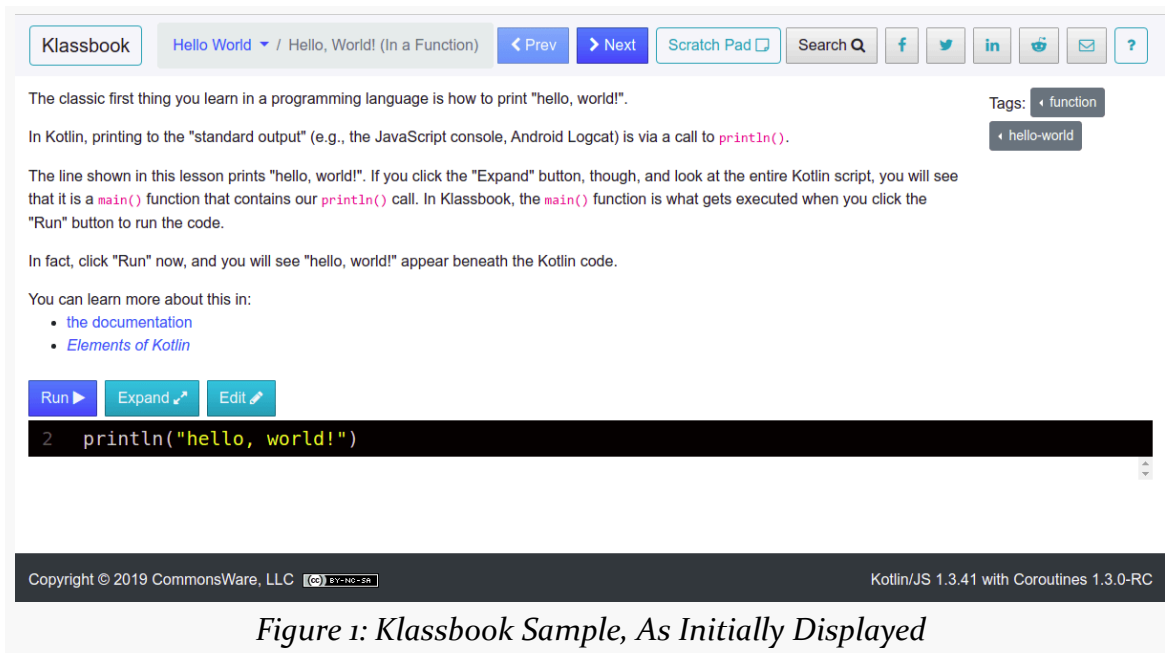 Klassbook Hello World / Hello, World! (In a Function) Prev Next Scratch Pad Search ?
The classic first thing you learn in a programming language is how to print "hello, world!".
Tags: function
In Kotlin, printing to the "standard output" (e.g., the JavaScript console, Android Logcat) is via a call to println().
hello-world
The line shown in this lesson prints "hello, world!". If you click the "Expand" button, though, and look at the entire Kotlin script, you will see
that it is a main() function that contains our println() call. In Klassbook, the main() function is what gets executed when you click the
"Run" button to run the code.
In fact, click "Run" now, and you will see "hello, world!" appear beneath the Kotlin code.
You can learn more about this in:
• the documentation
• Elements of Kotlin
Run Expand Edit
2 println("hello, world!")
Copyright © 2019 CommonsWare, LLC (cc) BY-NC-SA Kotlin/JS 1.3.41 with Coroutines 1.3.0-RC
Figure 1: Klassbook Sample, As Initially Displayed